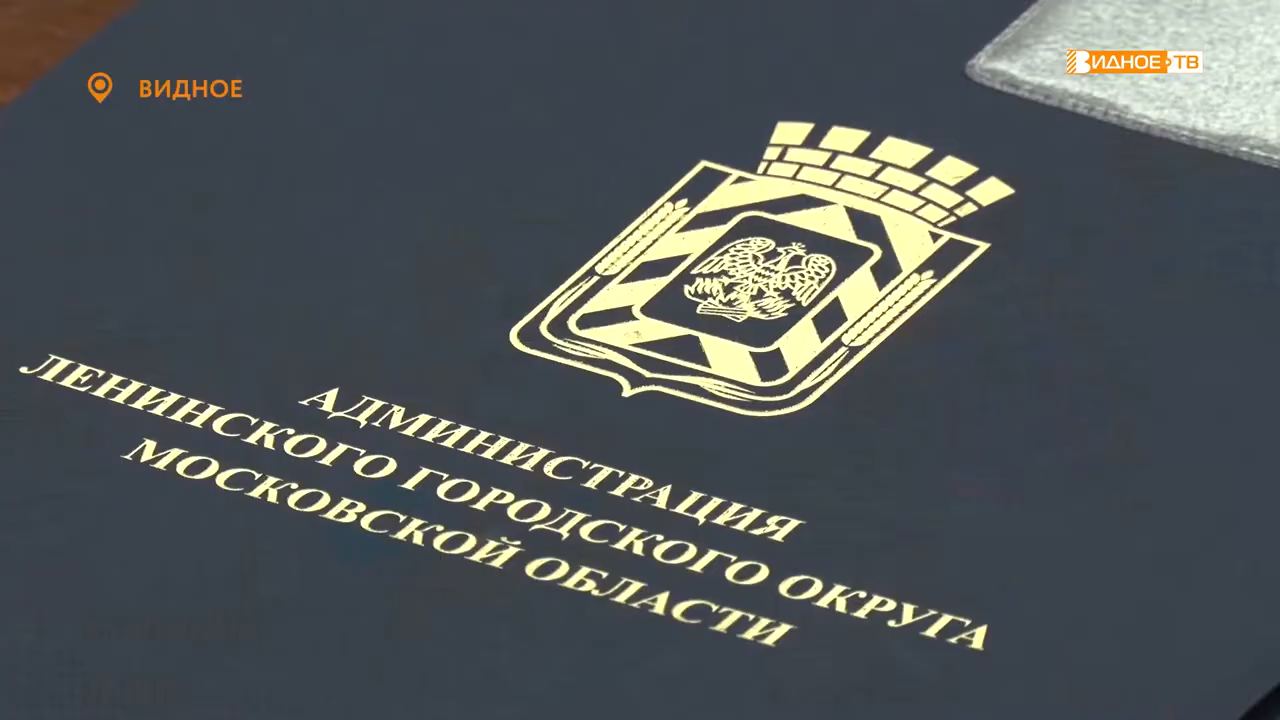 ВИДНОЕ
ВИДНОЕ ТВ
АДМИНИСТРАЦИЯ
ЛЕНИНСКОГО ГОРОДСКОГО ОКРУГА
МОСКОВСКОЙ ОБЛАСТИ